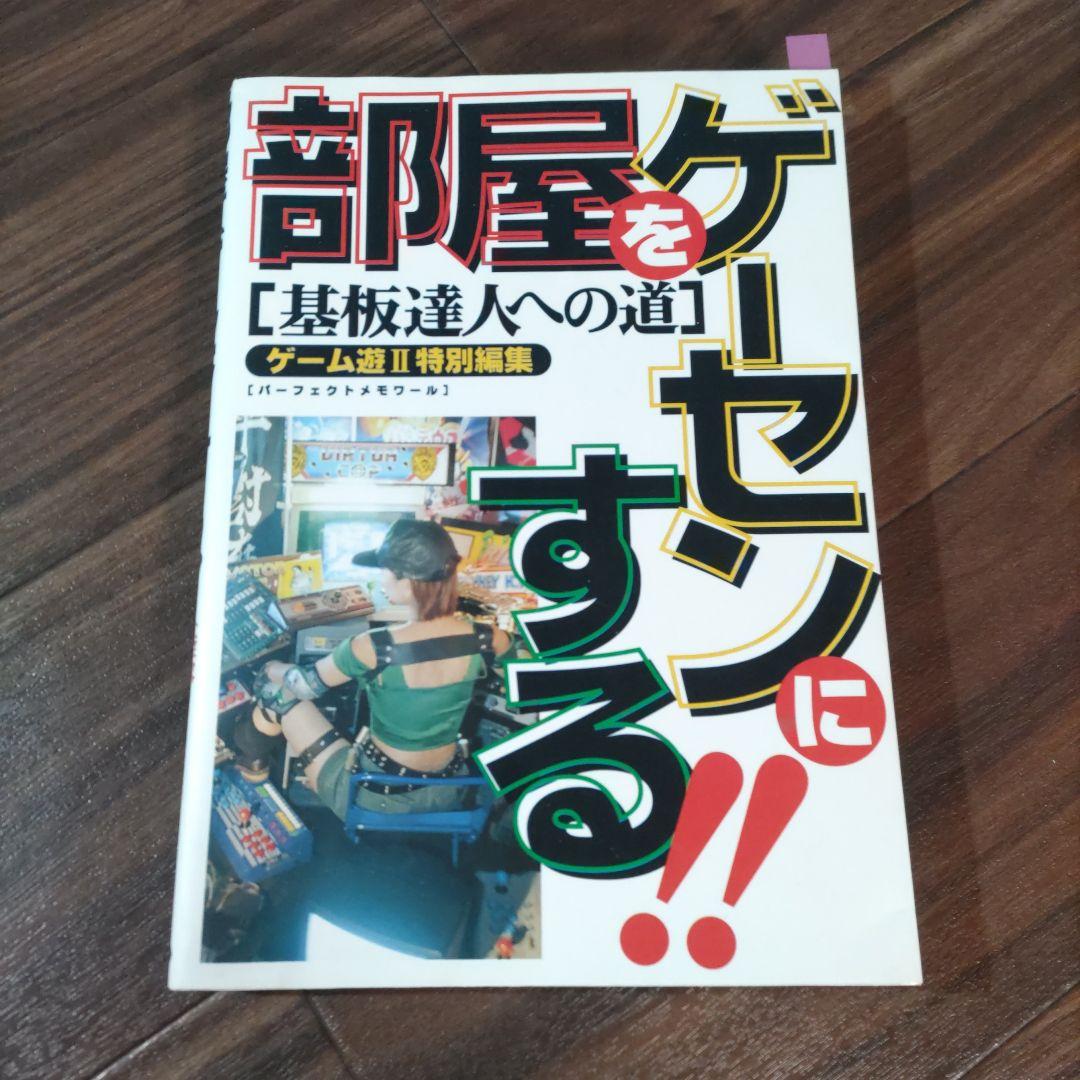 部屋を
ゲーセンに
する!!
［基板達人への道］
ゲーム遊Ⅱ特別編集
［パーフェクトメモワール］
COP